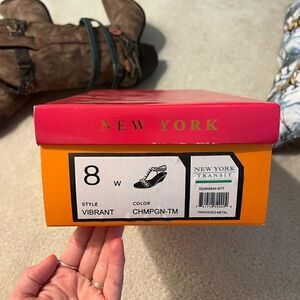 NEW YORK
8 W
NEW YORK
TRANSIT
STYLE
VIBRANT
COLOR
CHMPGN-TM
TARNISHED METAL